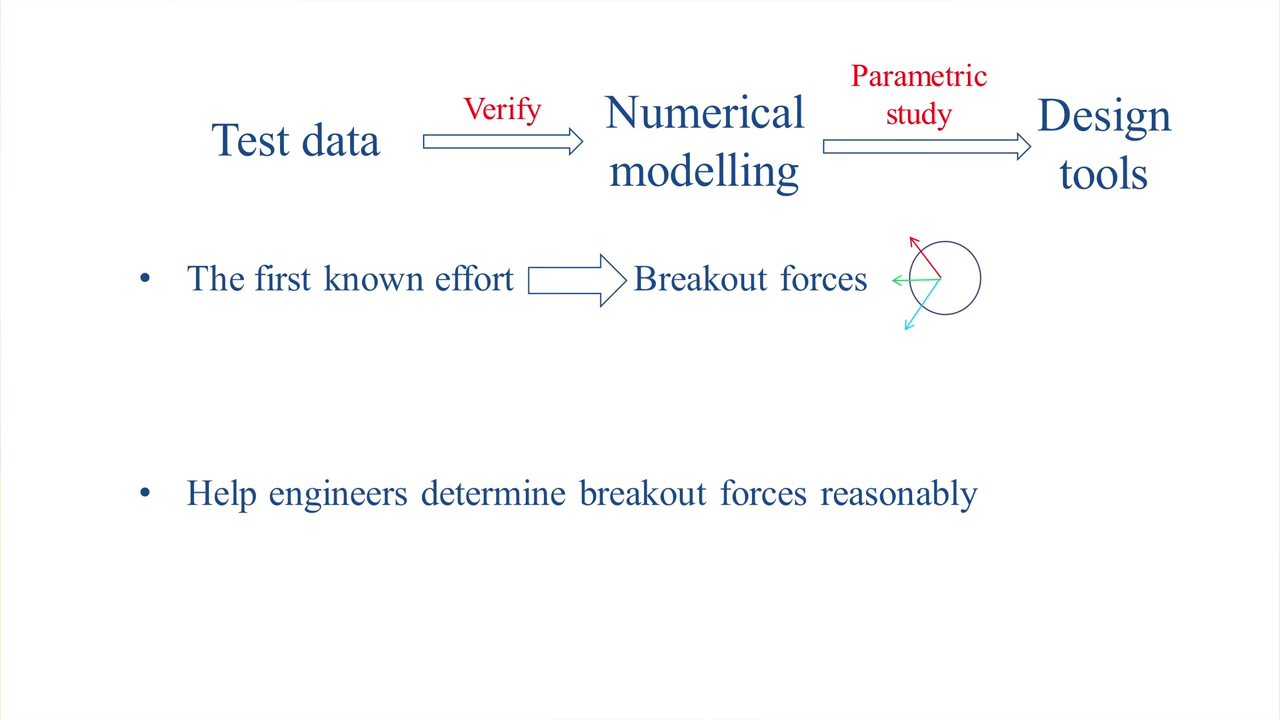 Test data
Verify
Numerical
modelling
Parametric
study
Design
tools
• The first known effort
Breakout forces
• Help engineers determine breakout forces reasonably